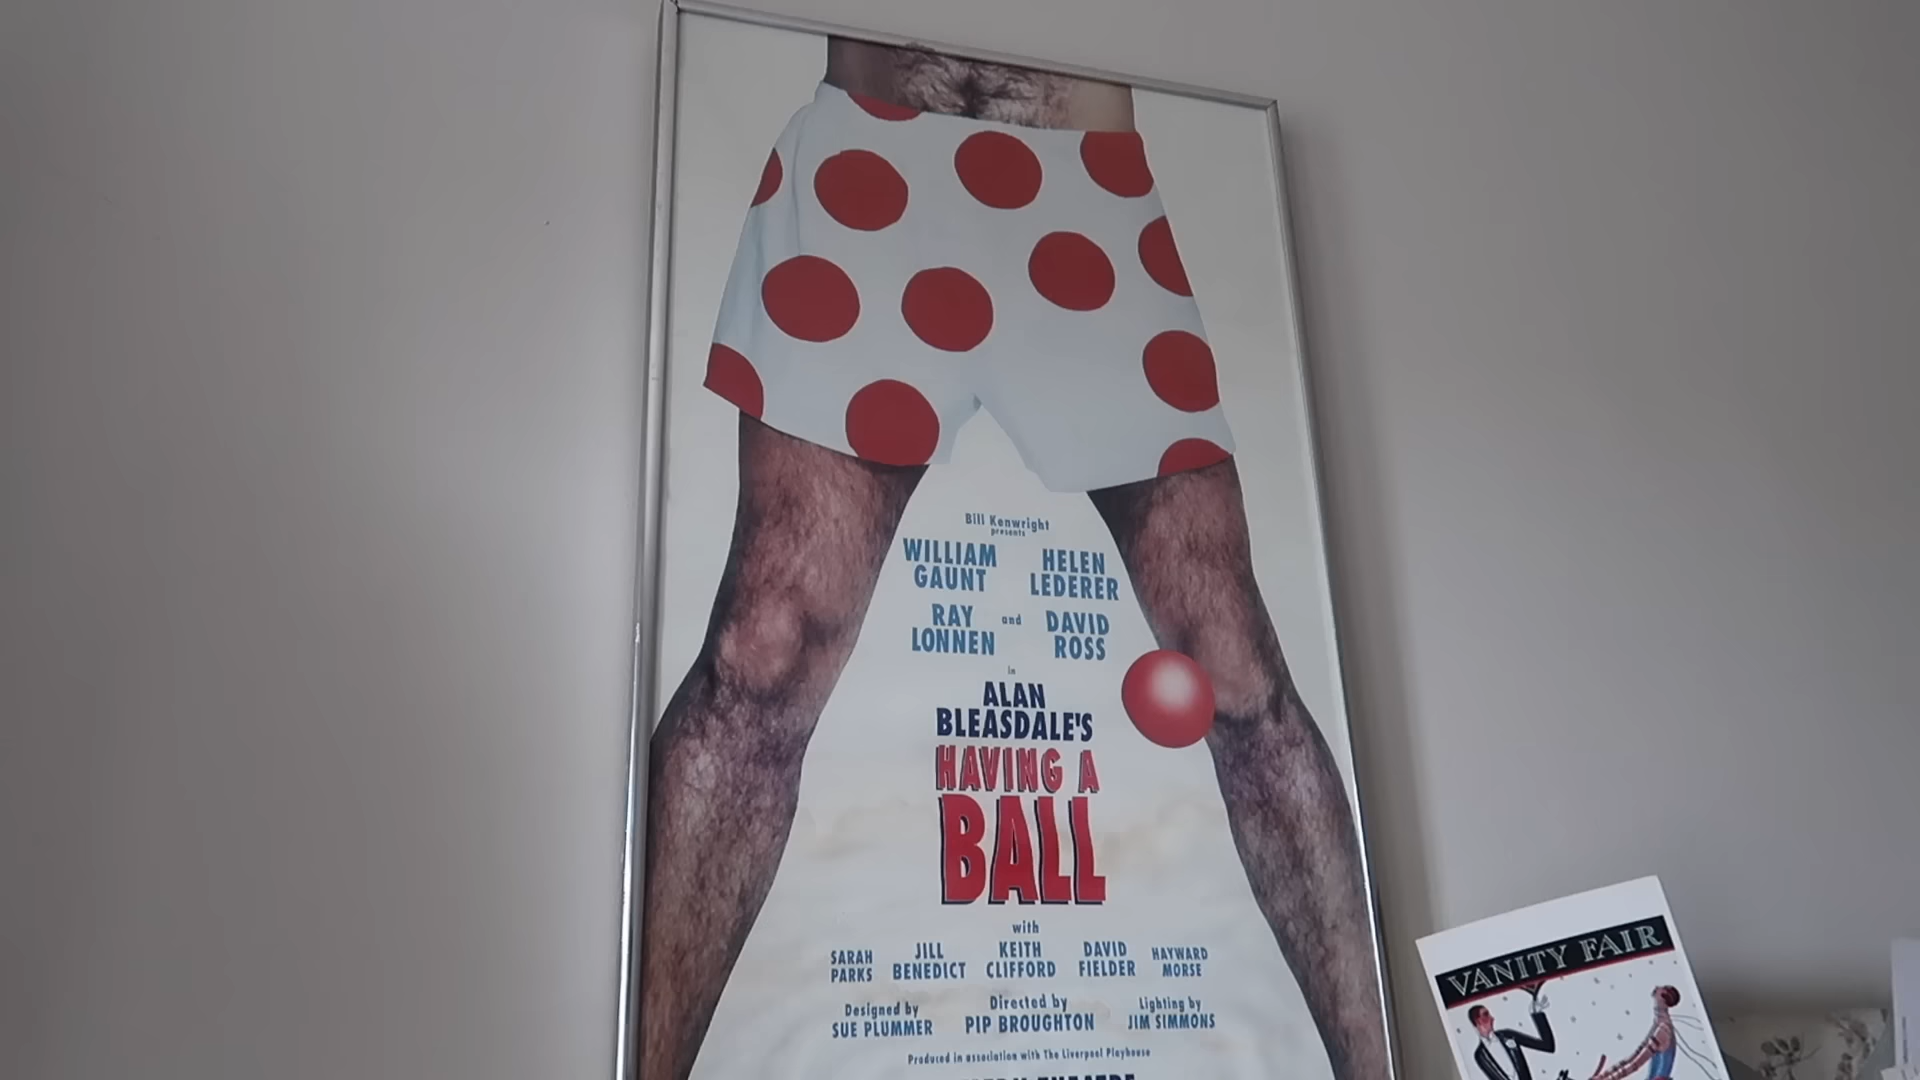 Bill Kenwright
presents
WILLIAM GAUNT
HELEN LEDERER
RAY LONNEN
and
DAVID ROSS
in
ALAN
BLEASDALE'S
HAVING A
BALL
with
SARAH PARKS
JILL BENEDICT
KEITH CLIFFORD
DAVID FIELDER
HAYWARD MORSE
Designed by
SUE PLUMMER
Directed by
PIP BROUGHTON
Lighting by
JIM SIMMONS
Produced in association with The Liverpool Playhouse
VANITY FAIR